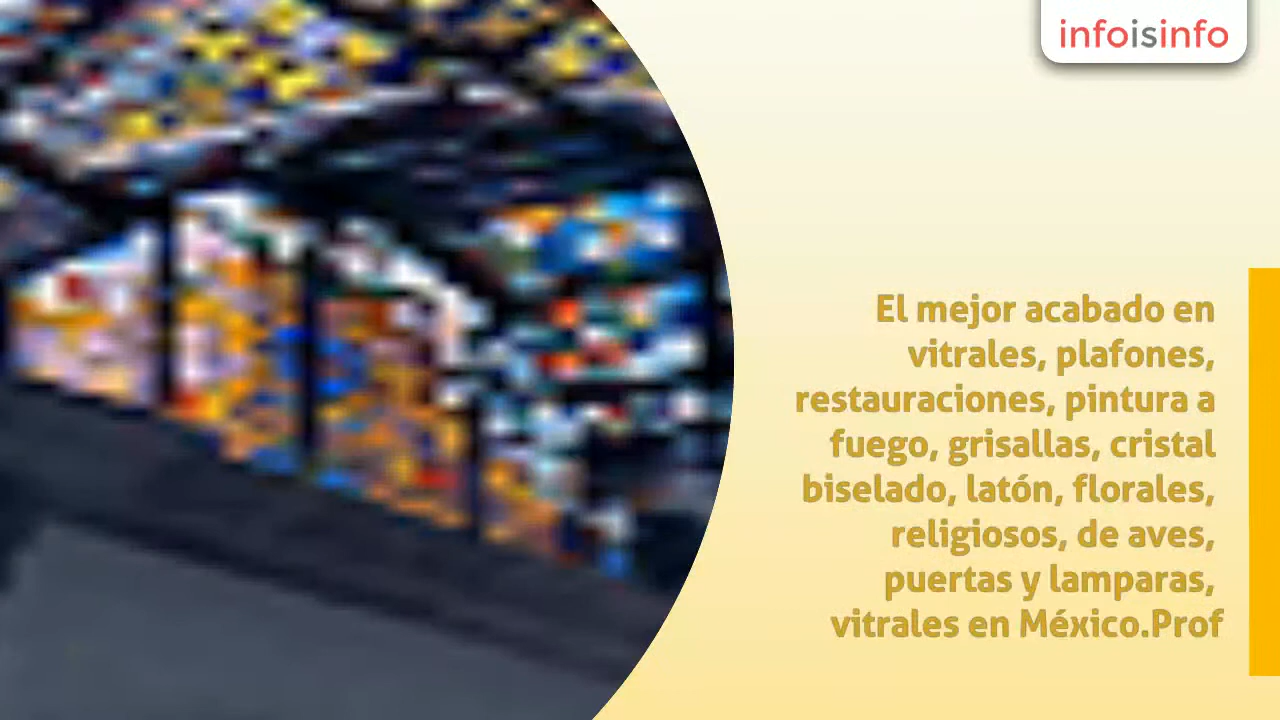 infoisinfo
El mejor acabado en
vitrales, plafones,
restauraciones, pintura a
fuego, grisallas, cristal
biselado, latón, florales,
religiosos, de aves,
puertas y lamparas,
vitrales en México.Prof